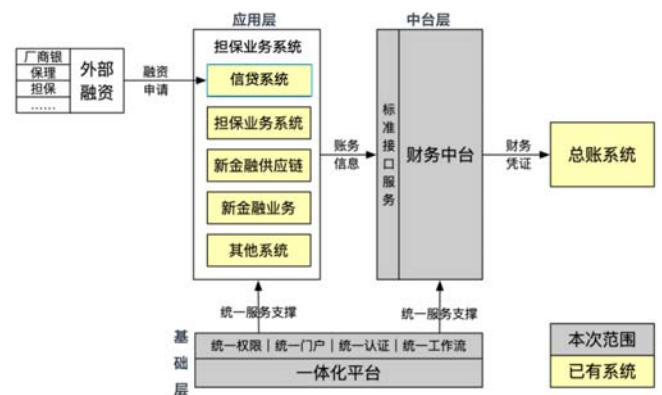 应用层
中台层
厂商银
保理
担保
……
外部
融资
融资
申请
担保业务系统
信贷系统
担保业务系统
新金融供应链
新金融业务
其他系统
账务
信息
标准接口服务
财务中台
财务
凭证
总账系统
统一服务支撑
统一服务支撑
基础层
统一权限 | 统一门户 | 统一认证 | 统一工作流
一体化平台
本次范围
已有系统